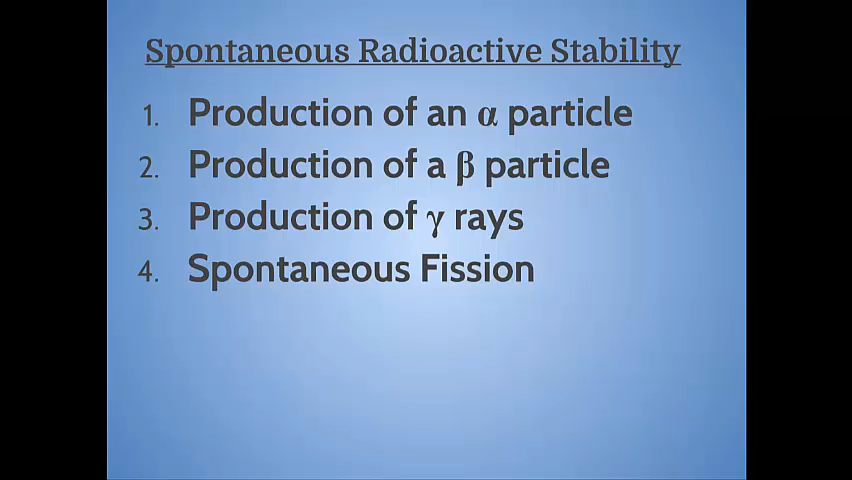 Spontaneous Radioactive Stability
1. Production of an α particle
2. Production of a β particle
3. Production of γ rays
4. Spontaneous Fission